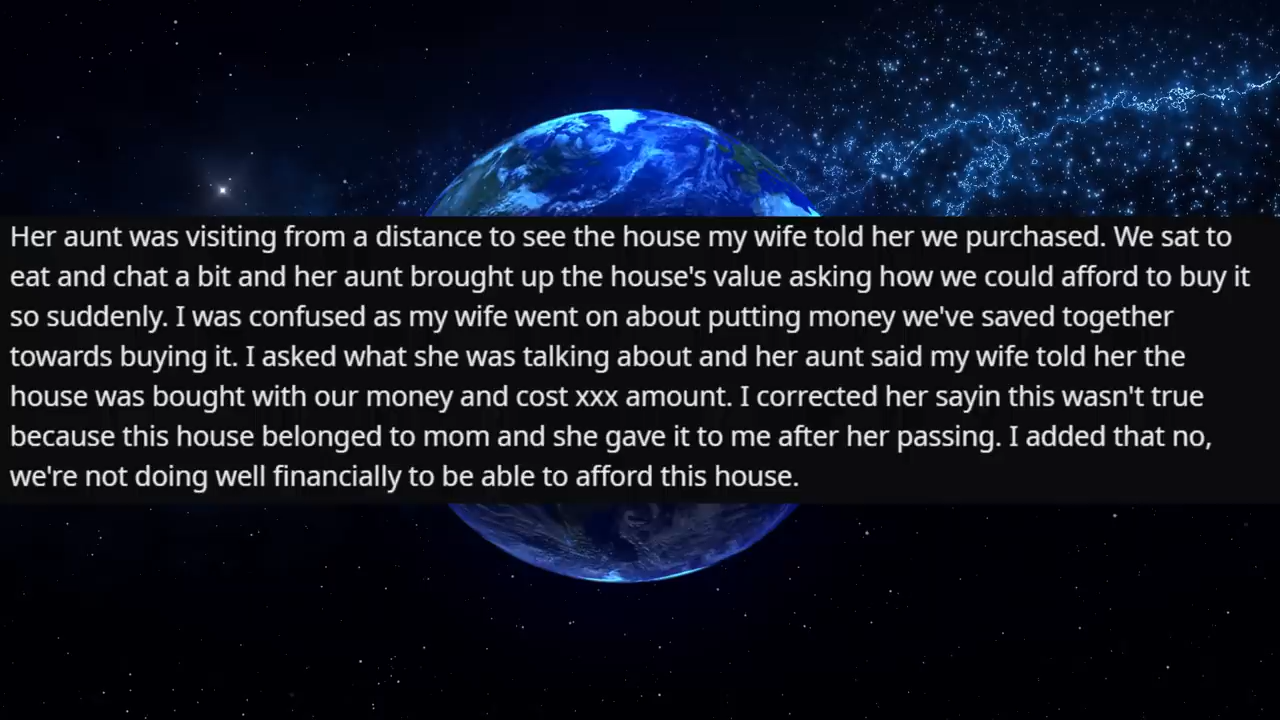 Her aunt was visiting from a distance to see the house my wife told her we purchased. We sat to
eat and chat a bit and her aunt brought up the house's value asking how we could afford to buy it
so suddenly. I was confused as my wife went on about putting money we've saved together
towards buying it. I asked what she was talking about and her aunt said my wife told her the
house was bought with our money and cost xxx amount. I corrected her sayin this wasn't true
because this house belonged to mom and she gave it to me after her passing. I added that no,
we're not doing well financially to be able to afford this house.